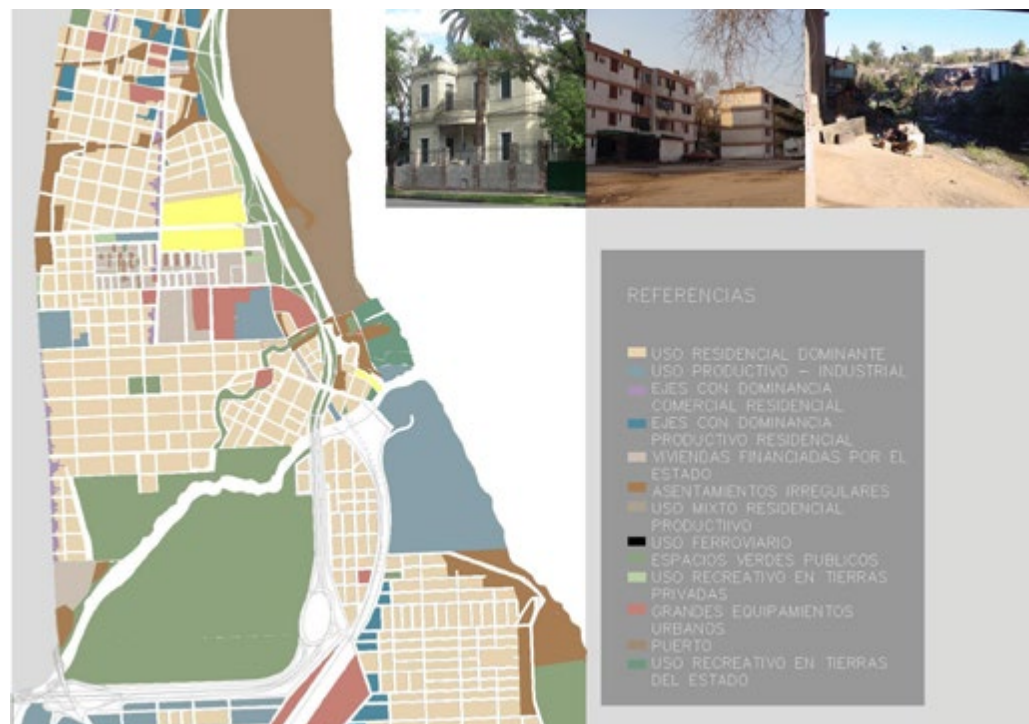 REFERENCIAS
USO RESIDENCIAL DOMINANTE
USO PRODUCTIVO – INDUSTRIAL
EJES CON DOMINANCIA
COMERCIAL RESIDENCIAL
EJES CON DOMINANCIA
PRODUCTIVO RESIDENCIAL
VIVIENDAS FINANCIADAS POR EL
ESTADO
ASENTAMIENTOS IRREGULARES
USO MIXTO RESIDENCIAL
PRODUCTIIVO
USO FERROVIARIO
ESPACIOS VERDES PUBLICOS
USO RECREATIVO EN TIERRAS
PRIVADAS
GRANDES EQUIPAMIENTOS
URBANOS
PUERTO
USO RECREATIVO EN TIERRAS
DEL ESTADO